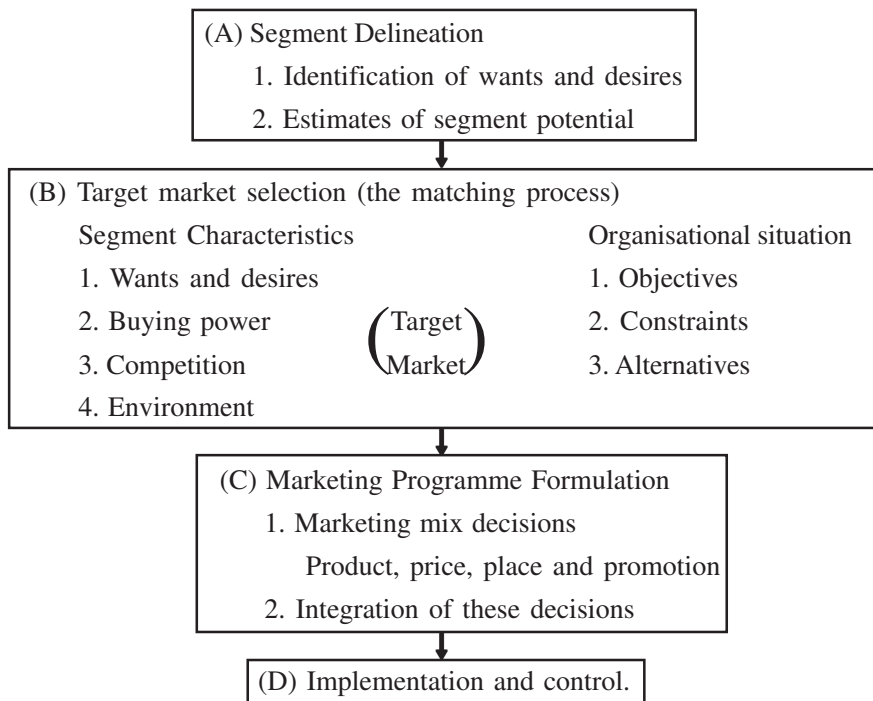 (A) Segment Delineation
1. Identification of wants and desires
2. Estimates of segment potential
(B) Target market selection (the matching process)
Segment Characteristics
1. Wants and desires
2. Buying power
3. Competition
4. Environment
(Target
Market)
Organisational situation
1. Objectives
2. Constraints
3. Alternatives
(C) Marketing Programme Formulation
1. Marketing mix decisions
Product, price, place and promotion
2. Integration of these decisions
(D) Implementation and control.